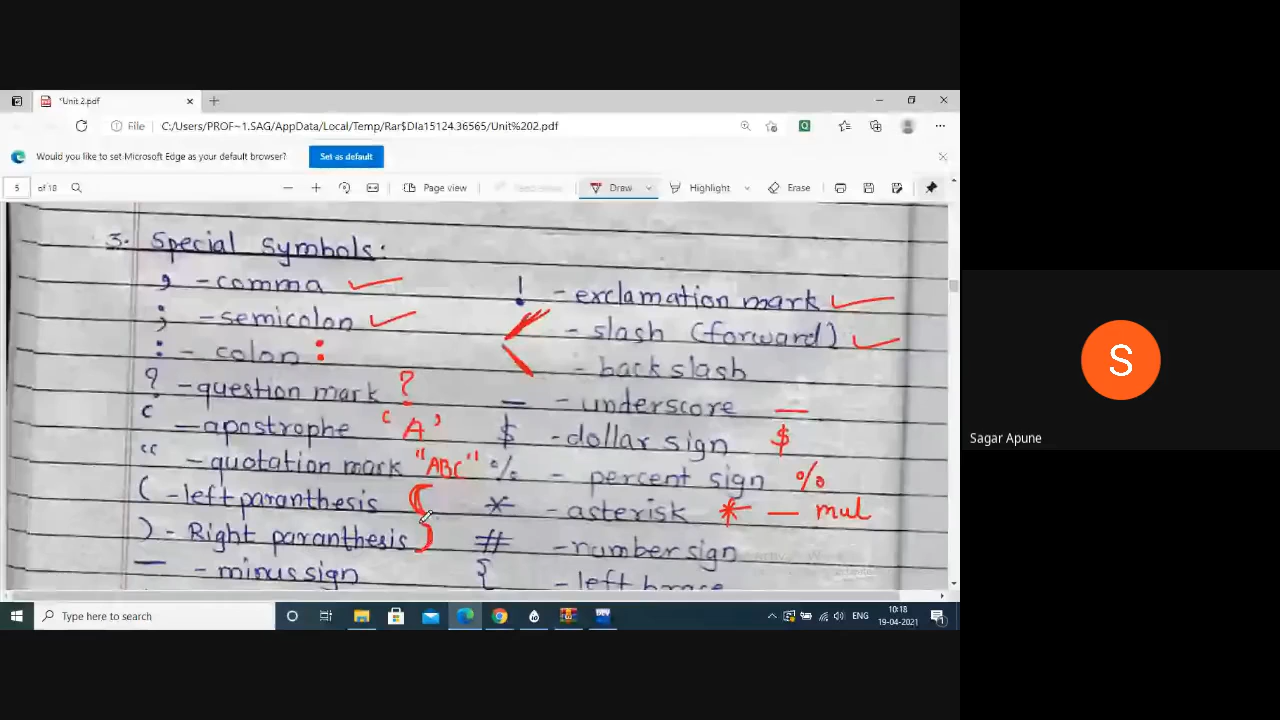 *Unit 2.pdf
File C:/Users/PROF~1.SAG/AppData/Local/Temp/Rar$DIa15124.36565/Unit%202.pdf
Would you like to set Microsoft Edge as your default browser? Set as default
5 of 18 Page view Draw Highlight Erase
3. Special Symbols:
, - comma ! - exclamation mark
; - semicolon - slash (forward)
: - colon : - back slash
? - question mark ? _ - underscore _
‘ - apostrophe ‘A’ $ - dollar sign $
“ - quotation mark "ABC" % - percent sign %
( - left paranthesis ( * - asterisk * - mul
) - Right paranthesis ) # - number sign
- - minus sign { - left brace
S
Sagar Apune
Type here to search
ENG 10:18
19-04-2021